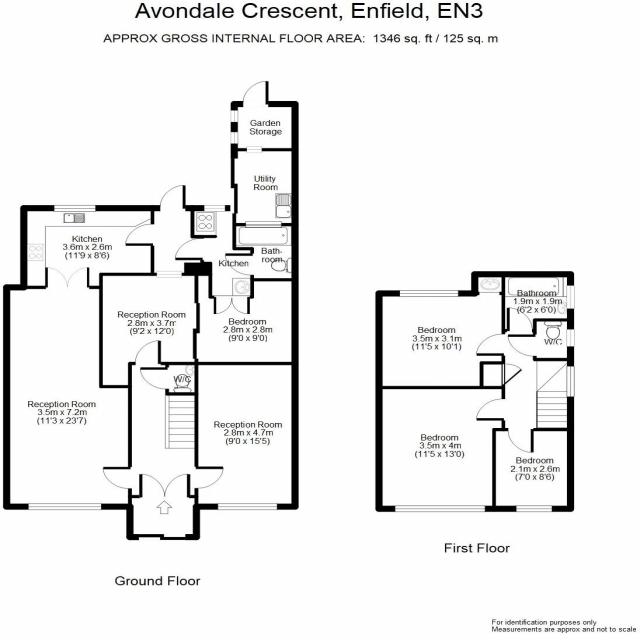 Avondale Crescent, Enfield, EN3
APPROX GROSS INTERNAL FLOOR AREA: 1346 sq. ft / 125 sq. m
Garden
Storage
Utility
Room
Kitchen
3.6m x 2.6m
(11'9 x 8'6)
Bath-
room
Kitchen
Reception Room
2.8m x 3.7m
(9'2 x 12'0)
Bedroom
2.8m x 2.8m
(9'0 x 9'0)
W/C
Reception Room
3.5m x 7.2m
(11'3 x 23'7)
Reception Room
2.8m x 4.7m
(9'0 x 15'5)
Ground Floor
Bathroom
1.9m x 1.9m
(6'2 x 6'0)
Bedroom
3.5m x 3.1m
(11'5 x 10'1)
W/C
Bedroom
3.5m x 4m
(11'5 x 13'0)
Bedroom
2.1m x 2.6m
(7'0 x 8'6)
First Floor
For identification purposes only
Measurements are approx and not to scale